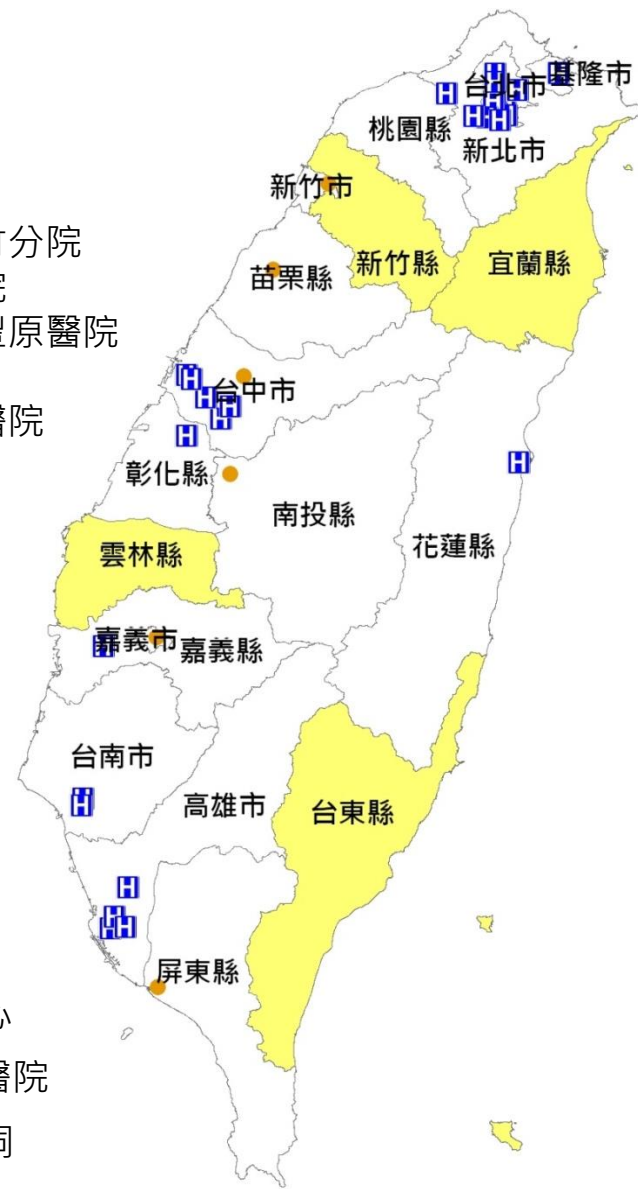 基隆市
台北市
桃園縣
新北市
新竹市
分院
新竹縣
宜蘭縣
苗栗縣
院
原醫院
台中市
醫院
彰化縣
南投縣
花蓮縣
雲林縣
嘉義市
嘉義縣
台南市
高雄市
台東縣
屏東縣
醫院